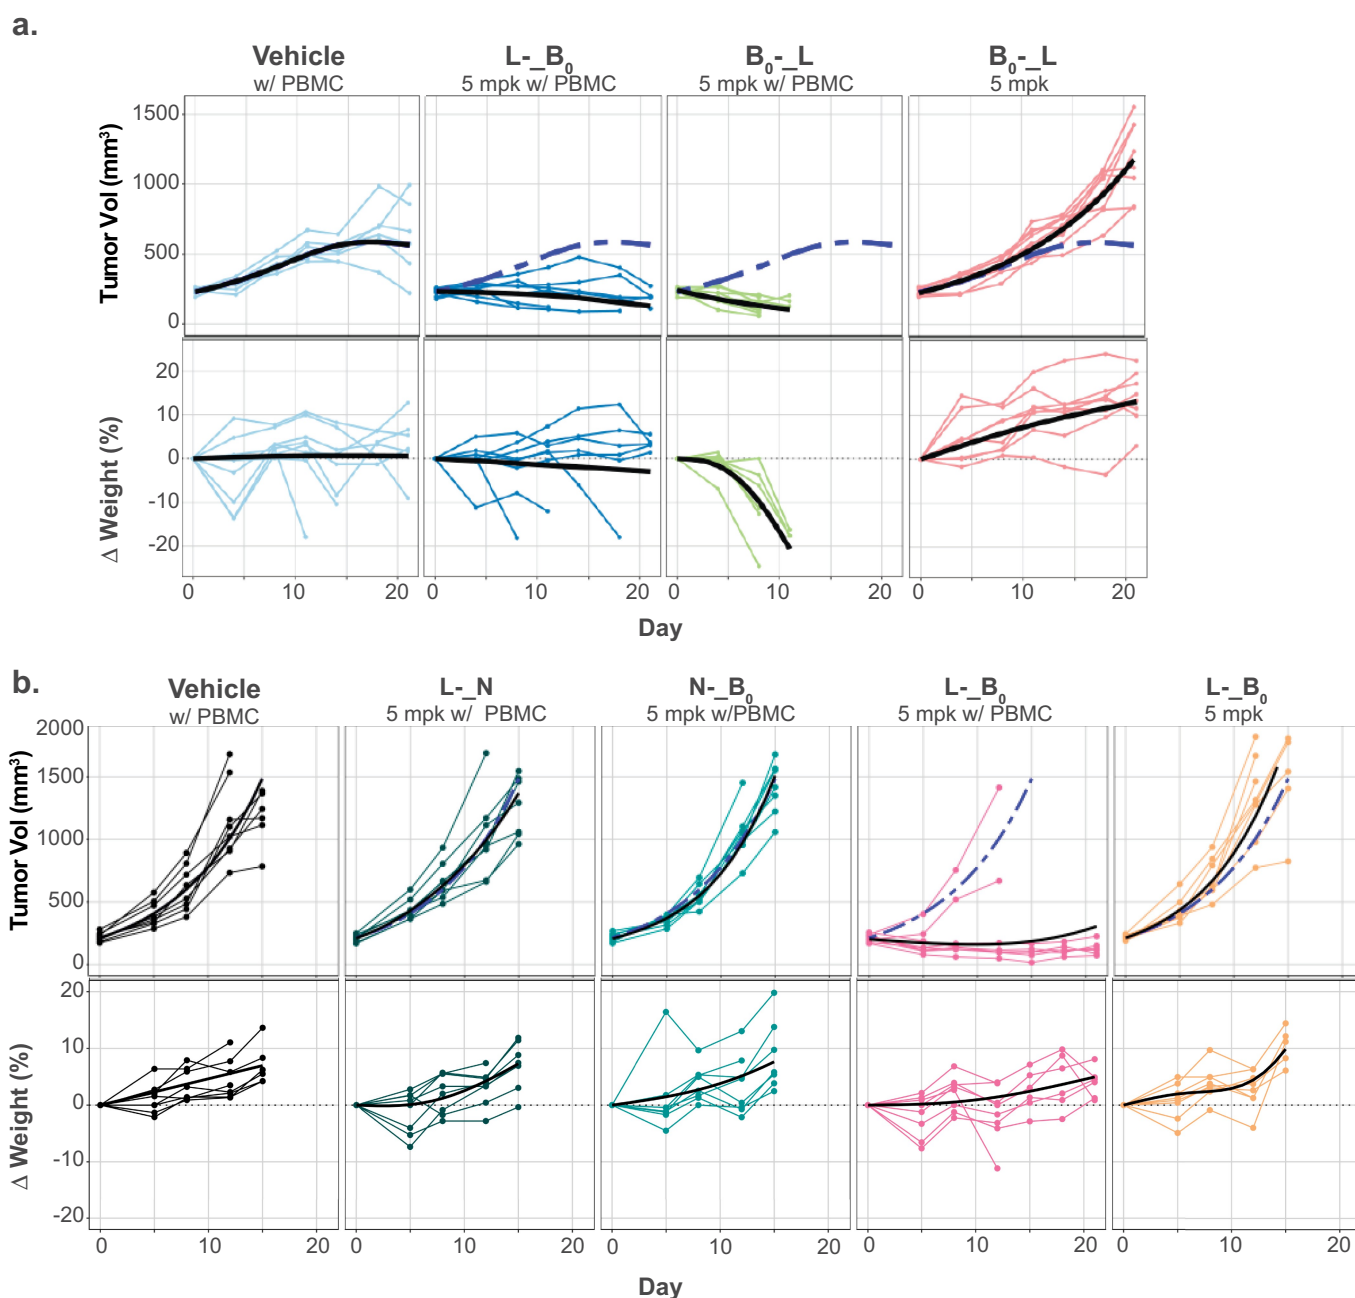 a.
Vehicle
w/ PBMC
L-_B₀
5 mpk w/ PBMC
B₀-_L
5 mpk w/ PBMC
B₀-_L
5 mpk
Tumor Vol (mm³)
1500
1000
500
0
Δ Weight (%)
20
10
0
-10
-20
0 10 20 0 10 20 0 10 20 0 10 20
Day
b.
Vehicle
w/ PBMC
L-_N
5 mpk w/ PBMC
N-_B₀
5 mpk w/PBMC
L-_B₀
5 mpk w/ PBMC
L-_B₀
5 mpk
Tumor Vol (mm³)
2000
1500
1000
500
0
Δ Weight (%)
20
10
0
-10
-20
0 10 20 0 10 20 0 10 20 0 10 20 0 10 20
Day